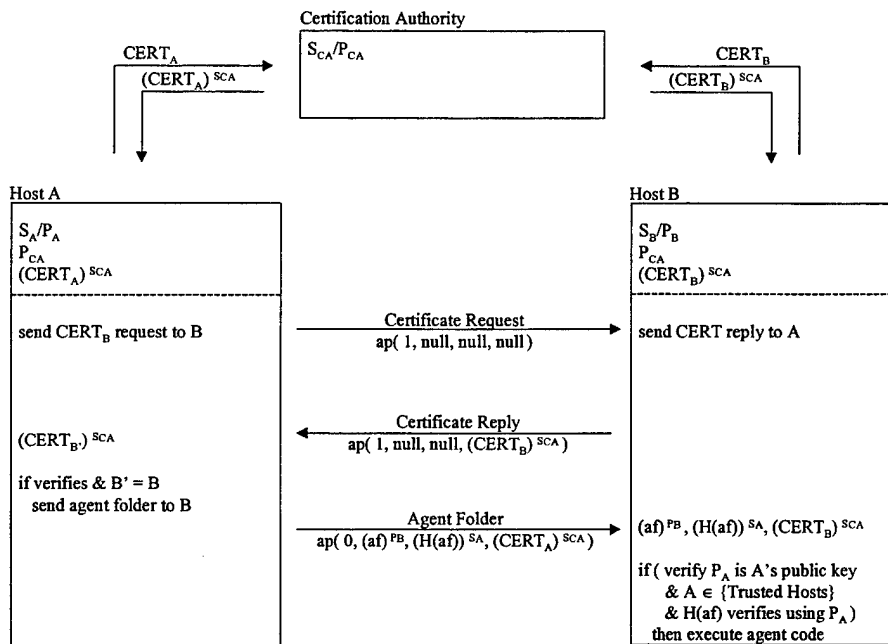 Certification Authority
S_CA/P_CA
CERT_A
(CERT_A)^SCA
CERT_B
(CERT_B)^SCA
Host A
S_A/P_A
P_CA
(CERT_A)^SCA
Host B
S_B/P_B
P_CA
(CERT_B)^SCA
send CERT_B request to B
Certificate Request
ap( 1, null, null, null)
send CERT reply to A
(CERT_B')^SCA
Certificate Reply
ap( 1, null, null, (CERT_B)^SCA)
if verifies & B' = B
send agent folder to B
Agent Folder
ap( 0, (af)^PB, (H(af))^SA, (CERT_A)^SCA)
(af)^PB, (H(af))^SA, (CERT_B)^SCA
if ( verify P_A is A's public key
& A ∈ {Trusted Hosts}
& H(af) verifies using P_A)
then execute agent code